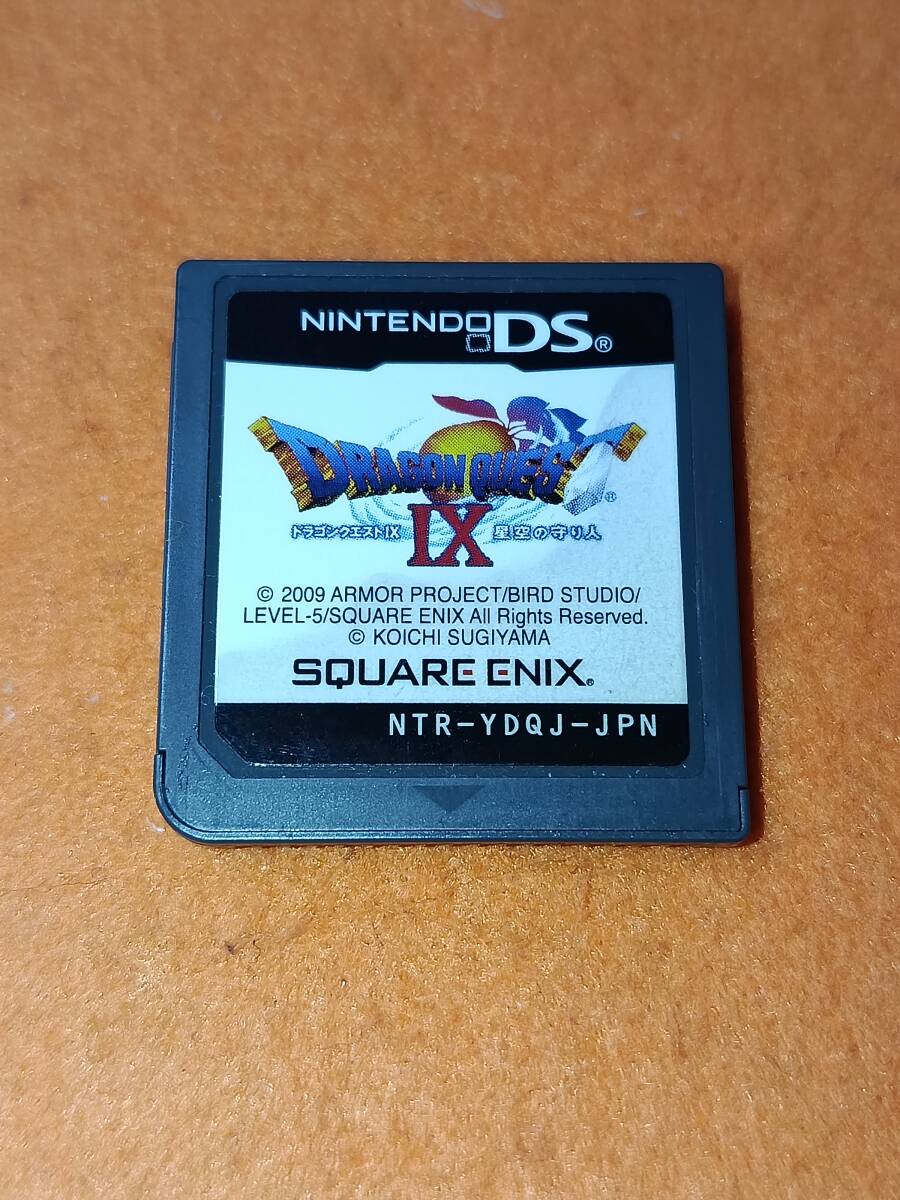 NINTENDO DS®
DRAGON QUEST®
ドラゴンクエストIX IX 星空の守り人
© 2009 ARMOR PROJECT/BIRD STUDIO/
LEVEL-5/SQUARE ENIX All Rights Reserved.
© KOICHI SUGIYAMA
SQUARE ENIX®
NTR-YDQJ-JPN